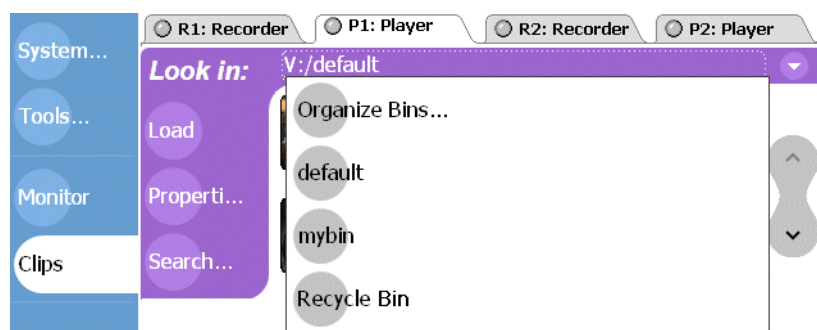 R1: Recorder
P1: Player
R2: Recorder
P2: Player
System...
Tools...
Monitor
Clips
Look in:
V:/default
Load
Properti...
Search...
Organize Bins...
default
mybin
Recycle Bin